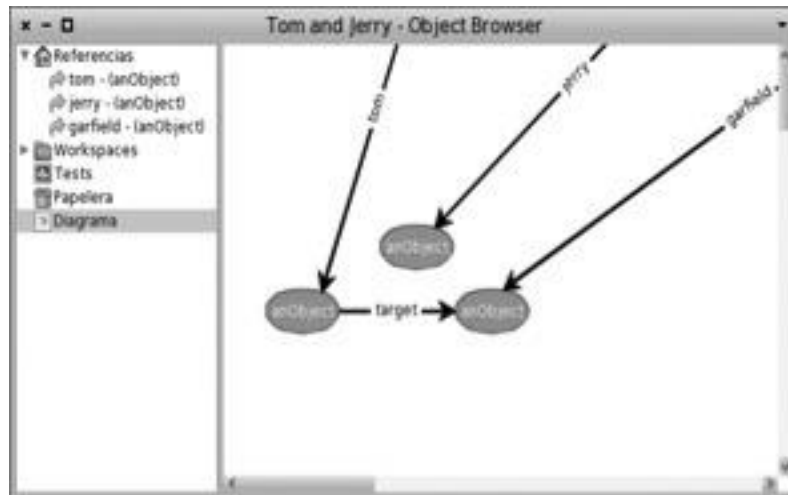 Tom and Jerry - Object Browser
Referencias
tom - (anObject)
jerry - (anObject)
garfield - (anObject)
Workspaces
Tests
Papelera
Diagrama
tom
jerry
garfield
anObject
anObject
target
anObject